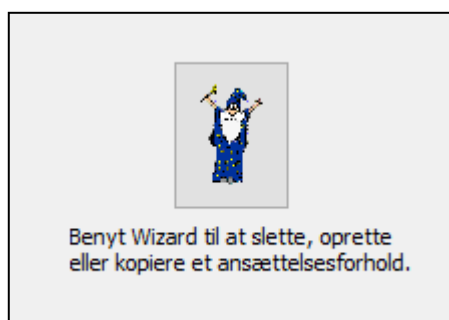 Benyt Wizard til at slette, oprette
eller kopiere et ansættelsesforhold.